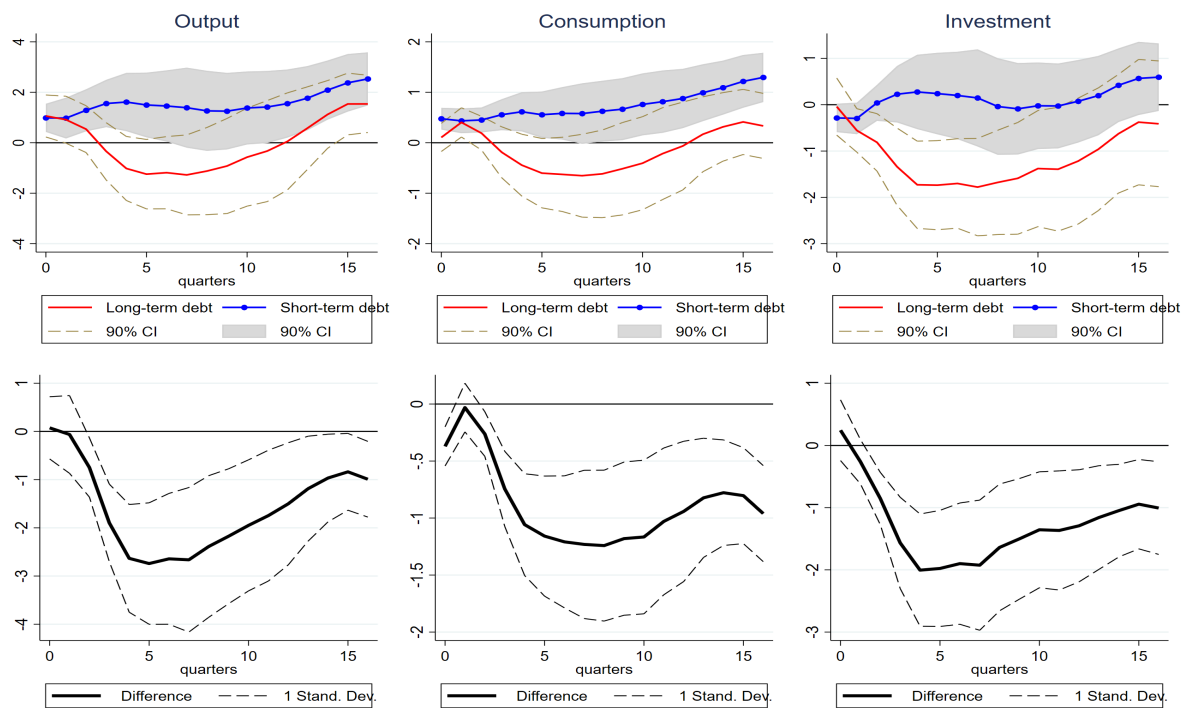 Output
4
2
0
-2
-4
0
5
10
15
quarters
Long-term debt
Short-term debt
90% CI
90% CI
Consumption
2
1
0
-1
-2
0
5
10
15
quarters
Long-term debt
Short-term debt
90% CI
90% CI
Investment
1
0
-1
-2
-3
0
5
10
15
quarters
Long-term debt
Short-term debt
90% CI
90% CI
1
0
-1
-2
-3
-4
0
5
10
15
quarters
Difference
1 Stand. Dev.
0
-.5
-1
-1.5
-2
0
5
10
15
quarters
Difference
1 Stand. Dev.
1
0
-1
-2
-3
0
5
10
15
quarters
Difference
1 Stand. Dev.